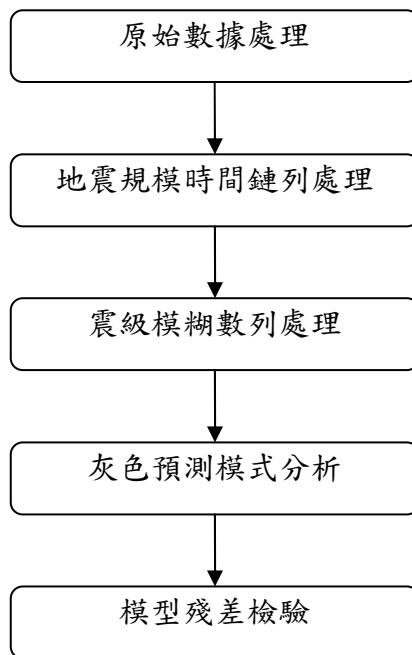 原始數據處理
地震規模時間鏈列處理
震級模糊數列處理
灰色預測模式分析
模型殘差檢驗